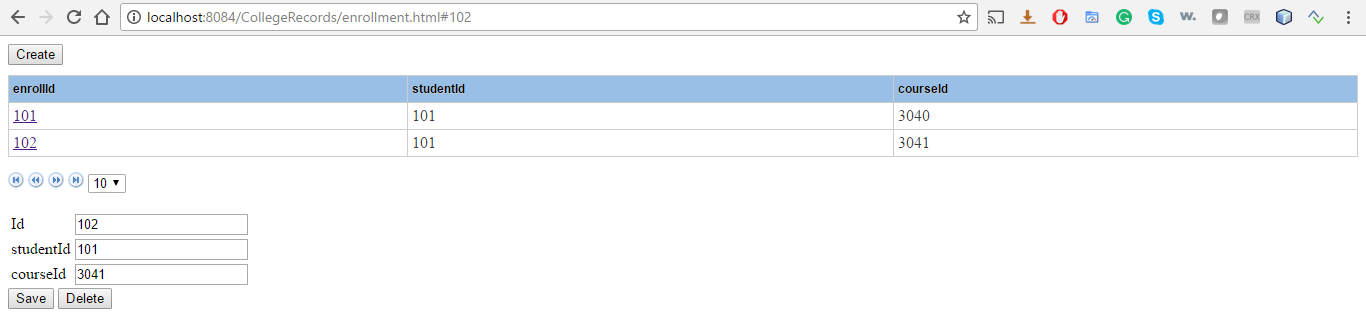 localhost:8084/CollegeRecords/enrollment.html#102
w.
CRX
Create
enrollId studentId courseId
101 101 3040
102 101 3041
10
Id 102
studentId 101
courseId 3041
Save Delete